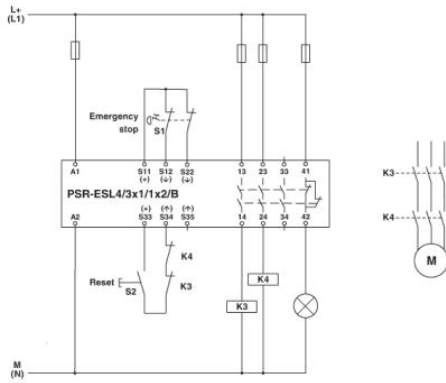 L+
(L1)
Emergency
stop
S1
A1
S11
(+)
S12
(↓)
S22
(↓)
13
23
33
41
PSR-ESL4/3x1/1x2/B
A2
(+)
S33
(↑)
S34
(↑)
S35
14
24
34
42
K4
K3
Reset
S2
K3
K4
M
(N)
K3
K4
M